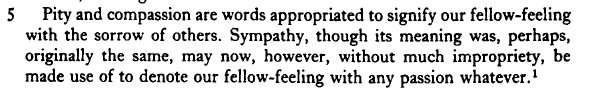 5 Pity and compassion are words appropriated to signify our fellow-feeling
with the sorrow of others. Sympathy, though its meaning was, perhaps,
originally the same, may now, however, without much impropriety, be
made use of to denote our fellow-feeling with any passion whatever.¹